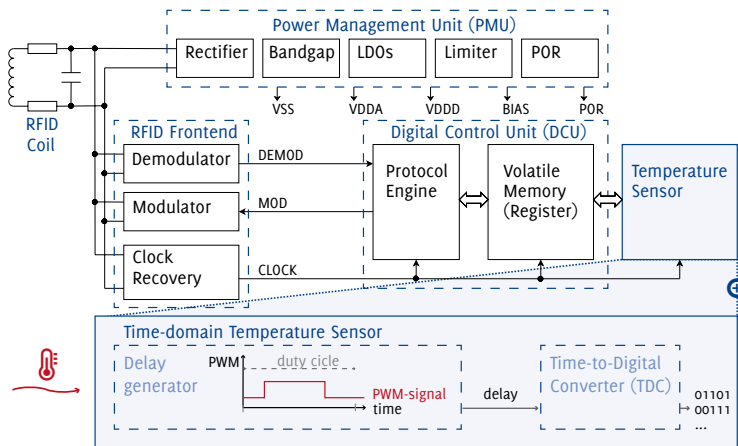 Power Management Unit (PMU)
Rectifier
Bandgap
LDOs
Limiter
POR
VSS
VDDA
VDDD
BIAS
POR
RFID
Coil
RFID Frontend
Digital Control Unit (DCU)
Demodulator
DEMOD
Modulator
MOD
Clock
Recovery
CLOCK
Protocol
Engine
Volatile
Memory
(Register)
Temperature
Sensor
Time-domain Temperature Sensor
Delay
generator
PWM
duty cicle
PWM-signal
time
delay
Time-to-Digital
Converter (TDC)
01101
00111
...